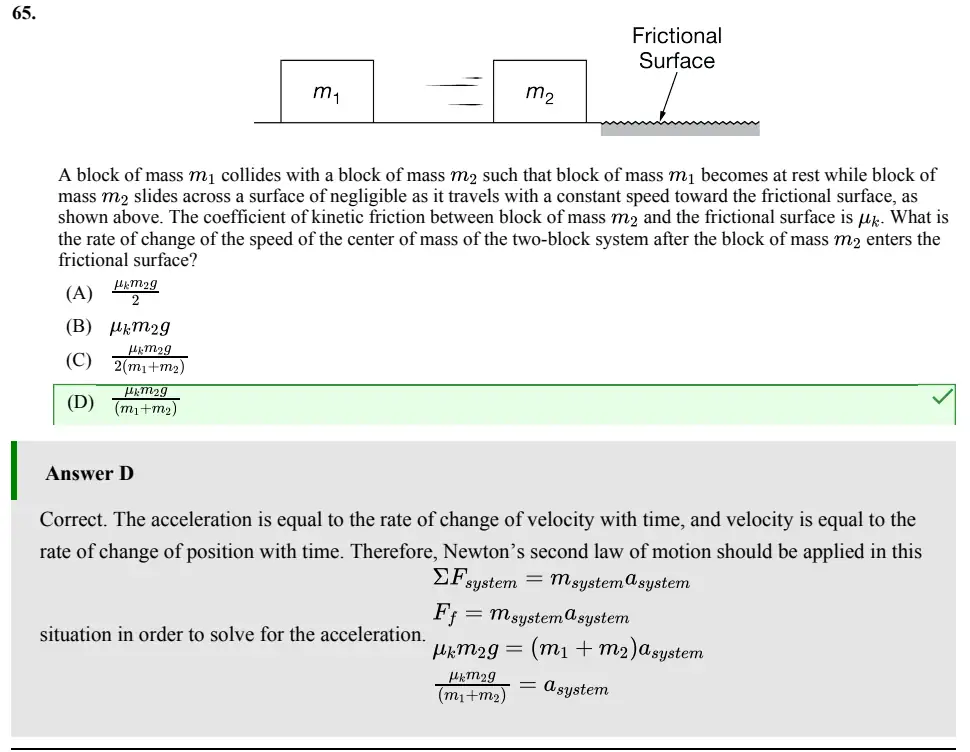 65.
Frictional
Surface
m₁
m₂
A block of mass m₁ collides with a block of mass m₂ such that block of mass m₁ becomes at rest while block of
mass m₂ slides across a surface of negligible as it travels with a constant speed toward the frictional surface, as
shown above. The coefficient of kinetic friction between block of mass m₂ and the frictional surface is μₖ. What is
the rate of change of the speed of the center of mass of the two-block system after the block of mass m₂ enters the
frictional surface?
(A) μₖm₂g/2
(B) μₖm₂g
(C) μₖm₂g/2(m₁+m₂)
(D) μₖm₂g/(m₁+m₂)
Answer D
Correct. The acceleration is equal to the rate of change of velocity with time, and velocity is equal to the
rate of change of position with time. Therefore, Newton's second law of motion should be applied in this
situation in order to solve for the acceleration.
ΣF_system = m_system a_system
F_f = m_system a_system
μₖm₂g = (m₁ + m₂)a_system
μₖm₂g/(m₁+m₂) = a_system